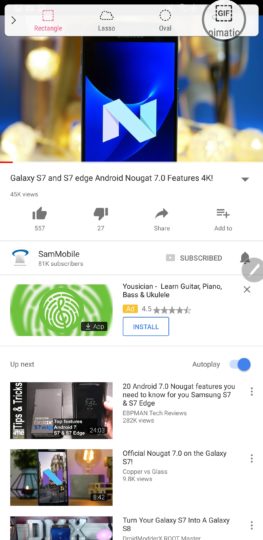 Rectangle
Lasso
Oval
GIF
nimatic
Galaxy S7 and S7 edge Android Nougat 7.0 Features 4K!
45K views
557
27
Share
Add to
SamMobile
81K subscribers
SUBSCRIBED
Yousician - Learn Guitar, Piano,
Bass & Ukulele
Ad 4.5
App
INSTALL
Up next
Autoplay
Tips & Tricks
Top features
Android 7
S7 & S7 Edge
24:03
20 Android 7.0 Nougat features you
need to know for you Samsung S7
& S7 Edge
EBPMAN Tech Reviews
282K views
8:42
Official Nougat 7.0 on the Galaxy
S7!
Copper vs Glass
9.8K views
Turn Your Galaxy S7 Into A Galaxy
S8
DroidModderX ROOT Master